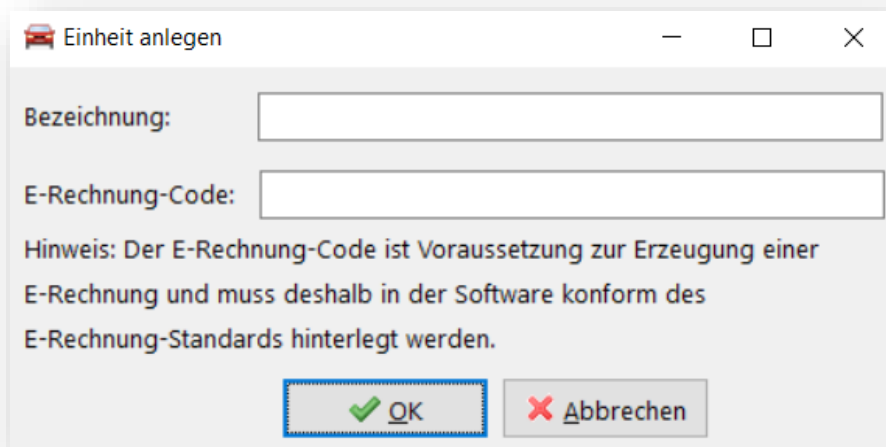 Einheit anlegen
Bezeichnung:
E-Rechnung-Code:
Hinweis: Der E-Rechnung-Code ist Voraussetzung zur Erzeugung einer
E-Rechnung und muss deshalb in der Software konform des
E-Rechnung-Standards hinterlegt werden.
OK Abbrechen